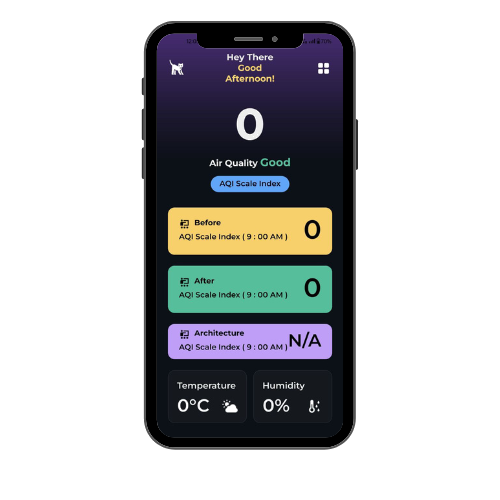 Hey There
Good
Afternoon!
0
Air Quality Good
AQI Scale Index
Before
AQI Scale Index ( 9 : 00 AM )
0
After
AQI Scale Index ( 9 : 00 AM )
0
Architecture
AQI Scale Index ( 9 : 00 AM )
N/A
Temperature
0°C
Humidity
0%